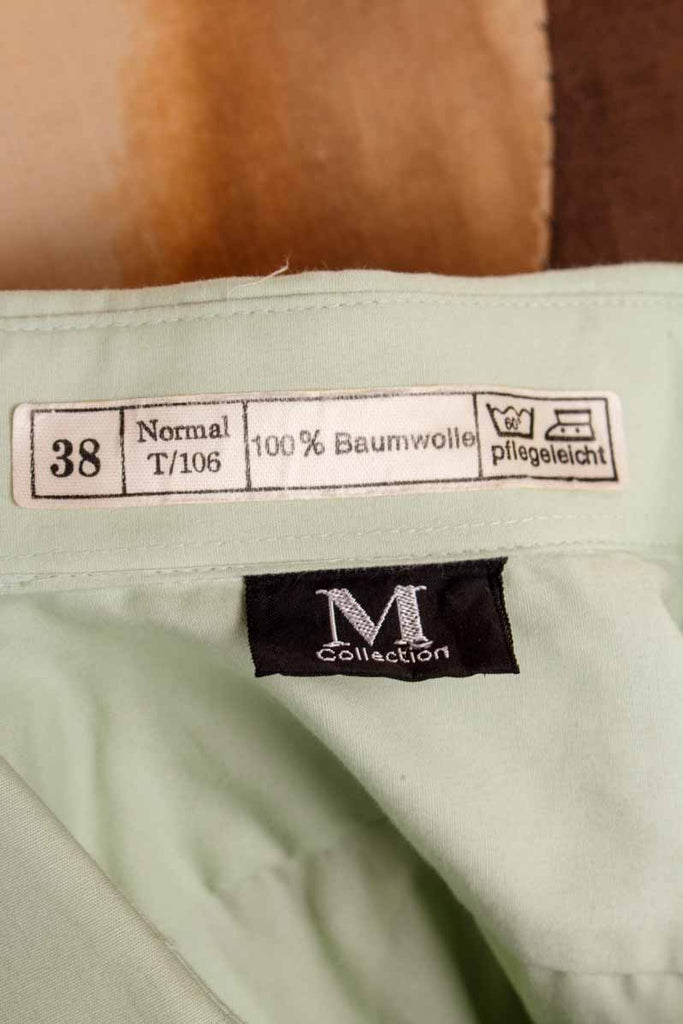 38
Normal
T/106
100% Baumwolle
60°
pflegeleicht
M
Collection